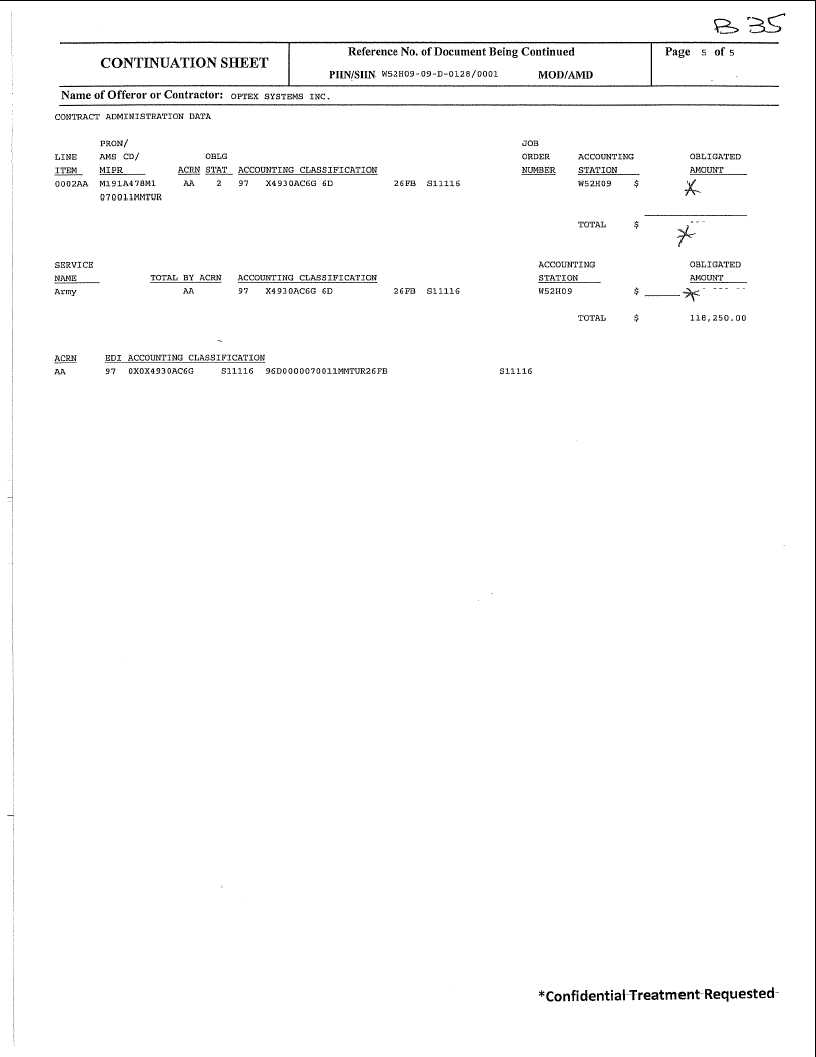 B 35
CONTINUATION SHEET
Reference No. of Document Being Continued
PIIN/SIIN W52H09-09-D-0128/0001 MOD/AMD
Page 5 of 5
Name of Offeror or Contractor: OPTEX SYSTEMS INC.
CONTRACT ADMINISTRATION DATA
PRON/ JOB
LINE AMS CD/ OBLG ORDER ACCOUNTING OBLIGATED
ITEM MIPR ACRN STAT ACCOUNTING CLASSIFICATION NUMBER STATION AMOUNT
0002AA M191A478M1 AA 2 97 X4930AC6G 6D 26FB S11116 W52H09 $ *
070011MMTUR
TOTAL $ *
SERVICE ACCOUNTING OBLIGATED
NAME TOTAL BY ACRN ACCOUNTING CLASSIFICATION STATION AMOUNT
Army AA 97 X4930AC6G 6D 26FB S11116 W52H09 $ *
TOTAL $ 118,250.00
ACRN EDI ACCOUNTING CLASSIFICATION
AA 97 0X0X4930AC6G S11116 96D0000070011MMTUR26FB S11116
*Confidential Treatment Requested